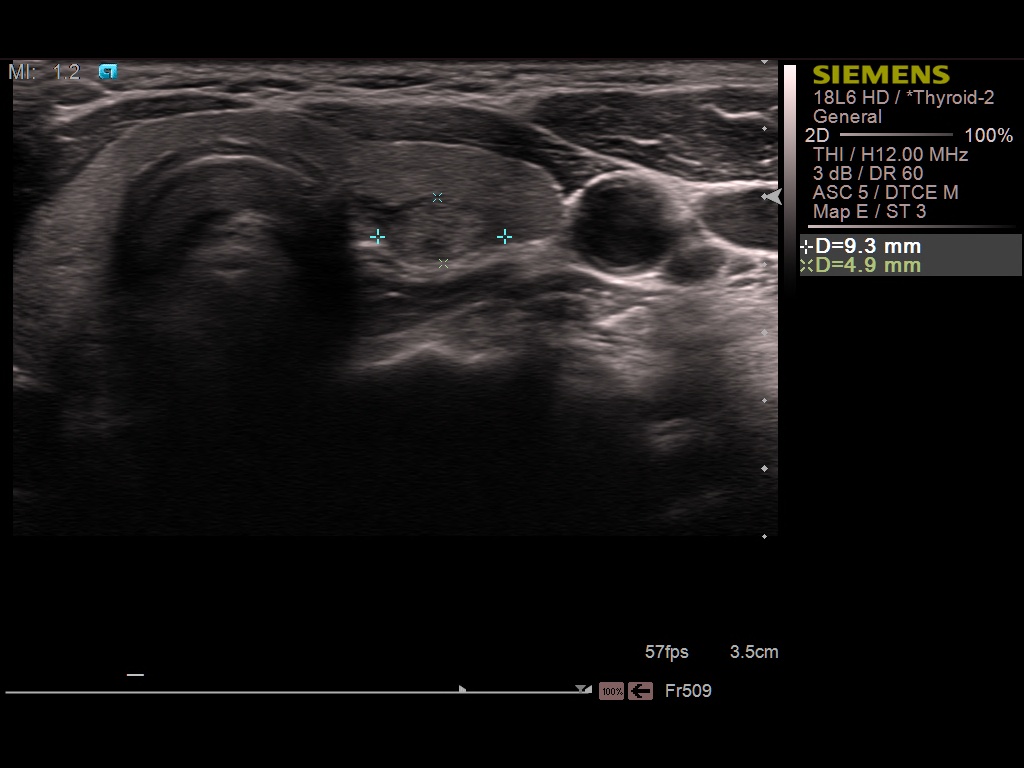 MI: 1.2
SIEMENS
18L6 HD / *Thyroid-2
General
2D 100%
THI / H12.00 MHz
3 dB / DR 60
ASC 5 / DTCE M
Map E / ST 3
D=9.3 mm
D=4.9 mm
57fps 3.5cm
100% Fr509